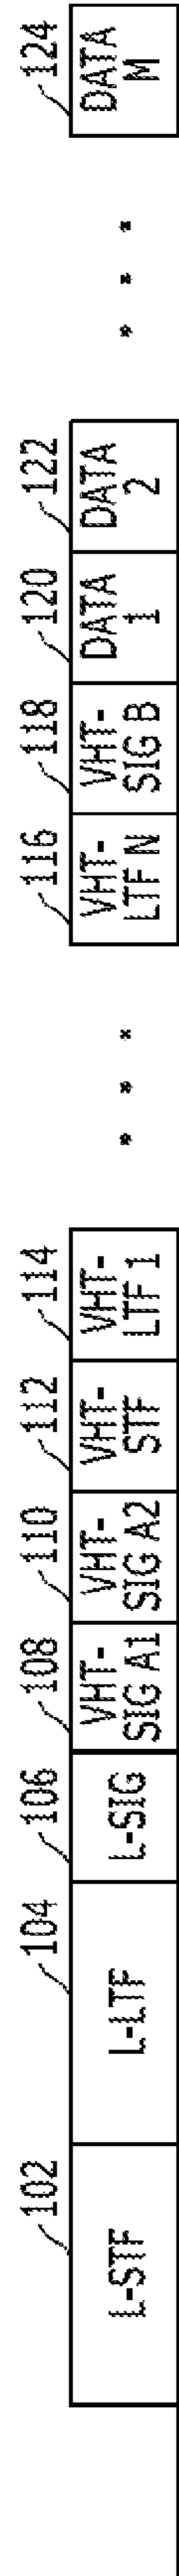 102 104 106 108 110 112 114 116 118 120 122 124
L-STF L-LTF L-SIG VHT- VHT- VHT- VHT- VHT- VHT- DATA DATA DATA
SIG A1 SIG A2 STF LTF 1 LTF N SIG B 1 2 M